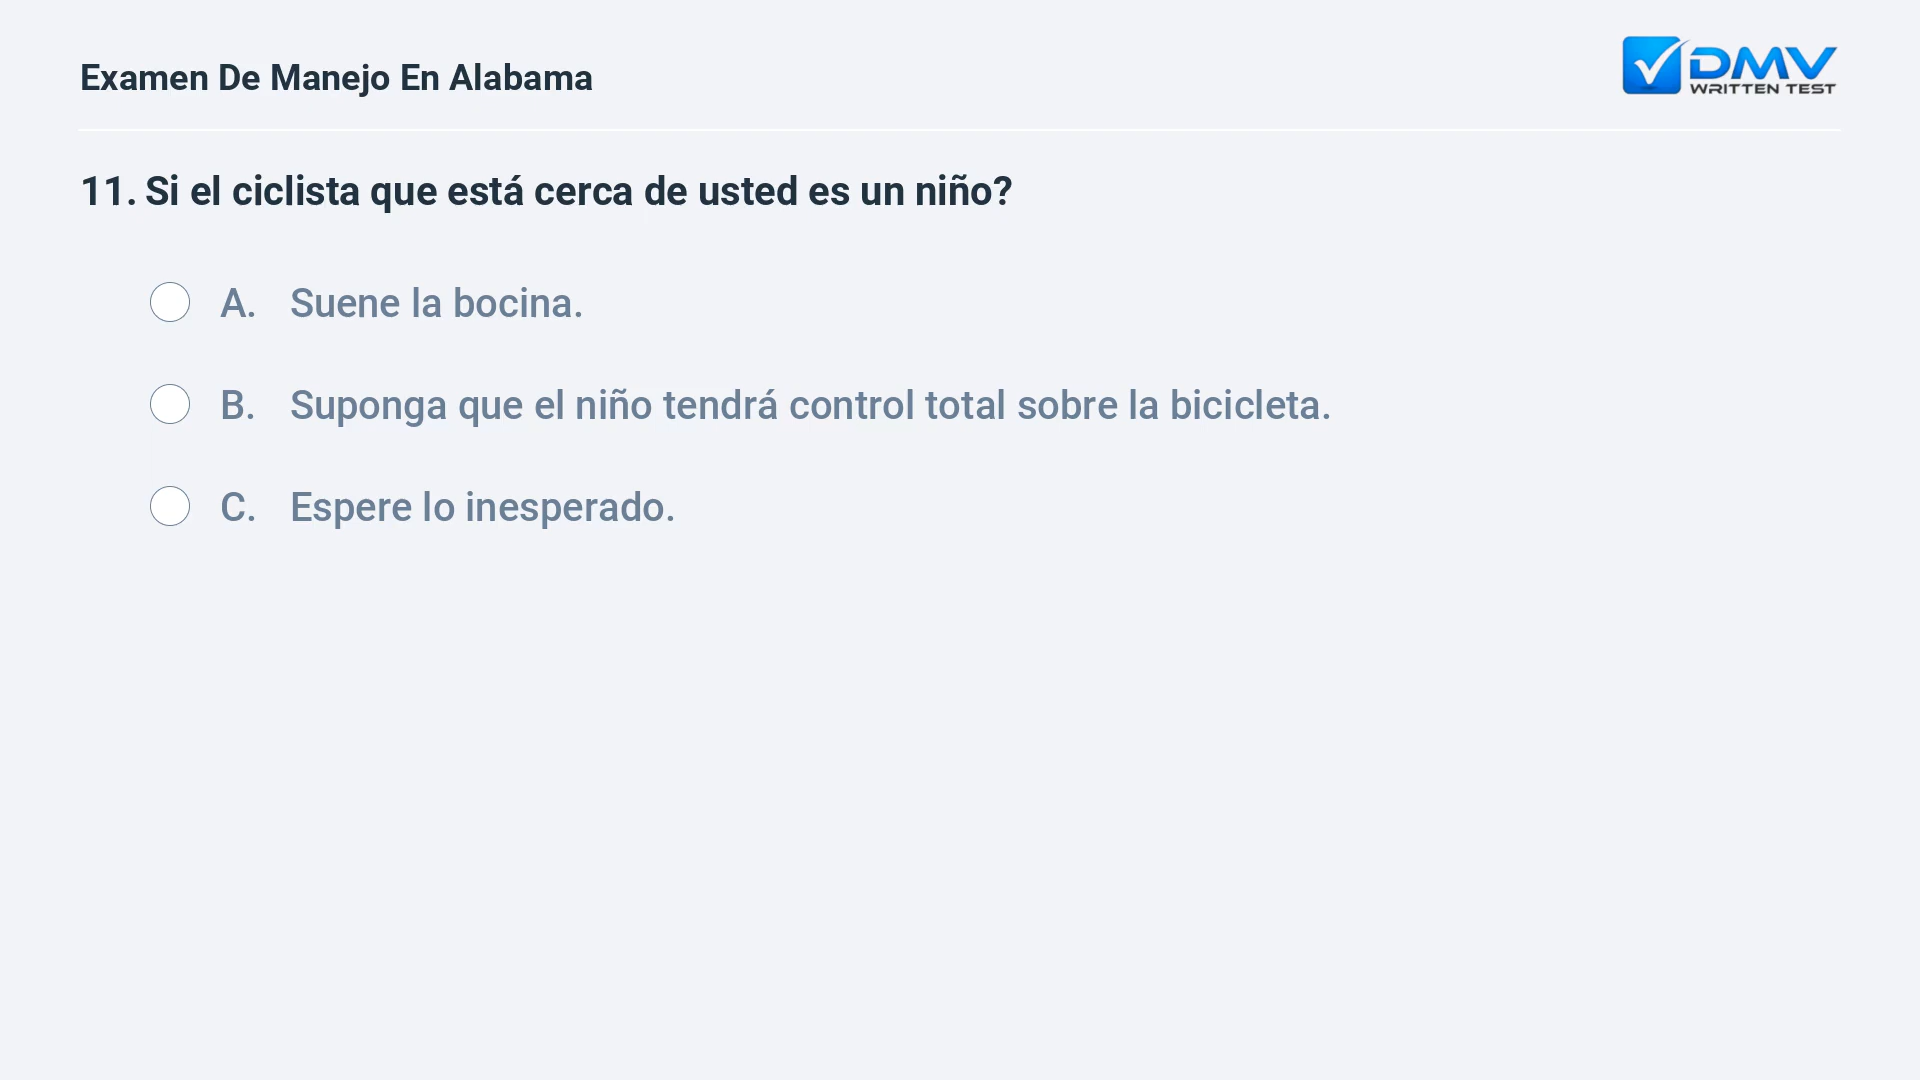 Examen De Manejo En Alabama
DMV
WRITTEN TEST
11. Si el ciclista que está cerca de usted es un niño?
A. Suene la bocina.
B. Suponga que el niño tendrá control total sobre la bicicleta.
C. Espere lo inesperado.